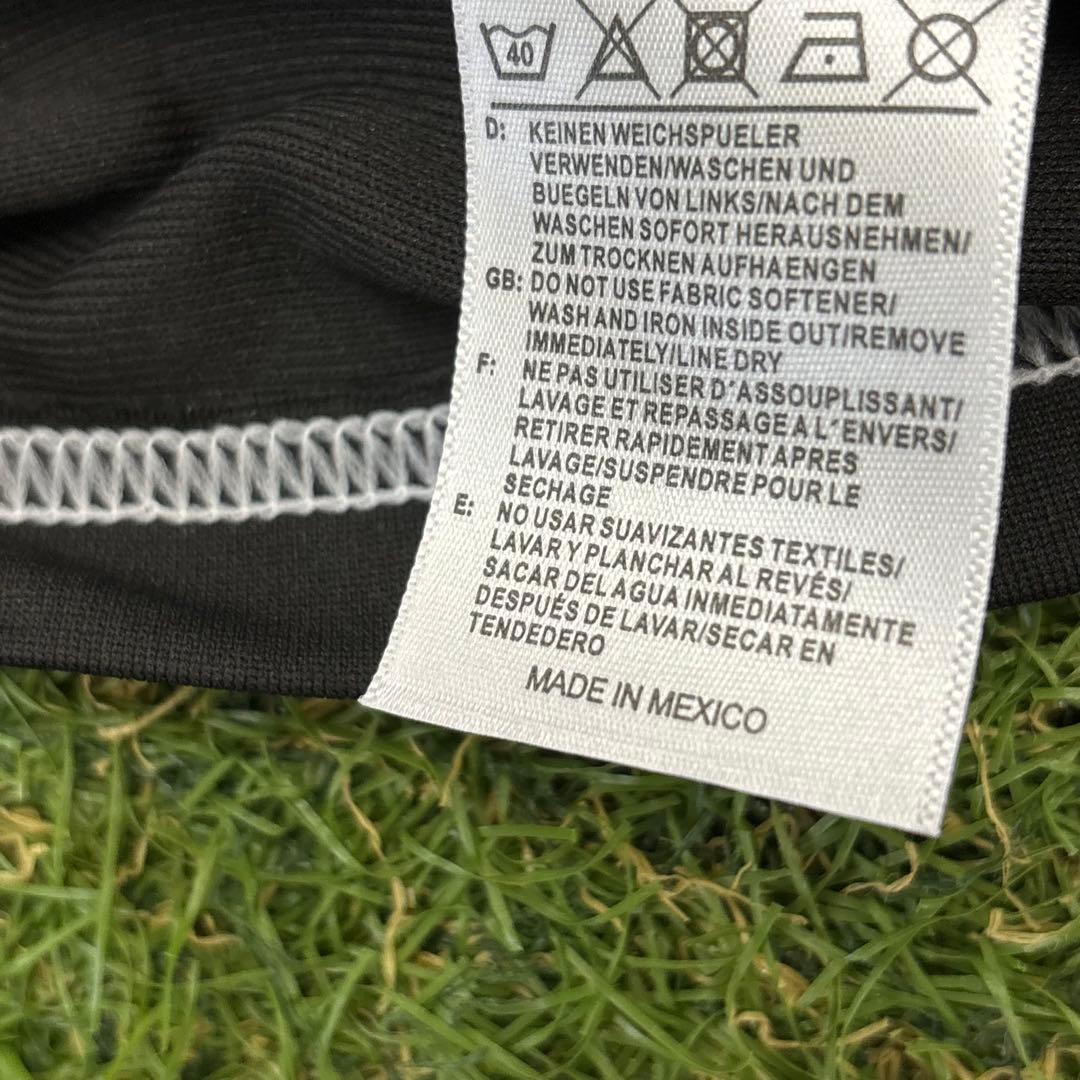 40
D: KEINEN WEICHSPUELER
VERWENDEN/WASCHEN UND
BUEGELN VON LINKS/NACH DEM
WASCHEN SOFORT HERAUSNEHMEN/
ZUM TROCKNEN AUFHAENGEN
GB: DO NOT USE FABRIC SOFTENER/
WASH AND IRON INSIDE OUT/REMOVE
IMMEDIATELY/LINE DRY
F: NE PAS UTILISER D´ASSOUPLISSANT/
LAVAGE ET REPASSAGE A L´ENVERS/
RETIRER RAPIDEMENT APRES
LAVAGE/SUSPENDRE POUR LE
SECHAGE
E: NO USAR SUAVIZANTES TEXTILES/
LAVAR Y PLANCHAR AL REVÉS/
SACAR DEL AGUA INMEDIATAMENTE
DESPUÉS DE LAVAR/SECAR EN
TENDEDERO
MADE IN MEXICO